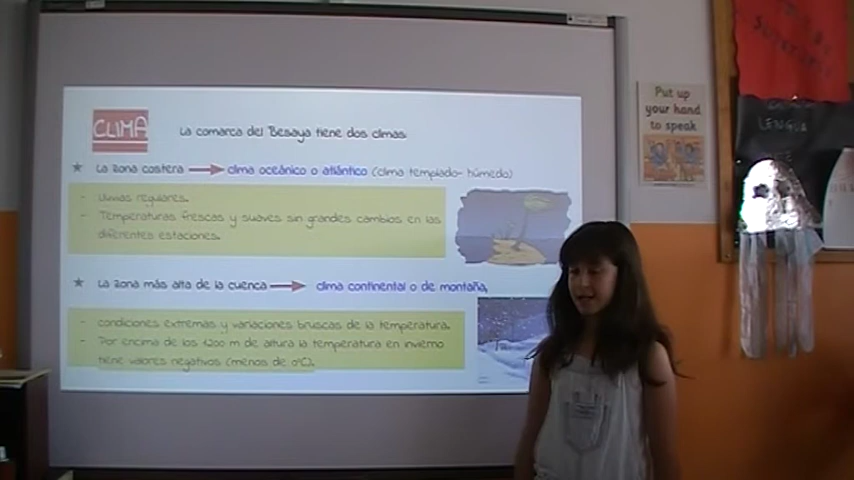 CLIMA
La comarca del Besaya tiene dos climas:
★ La zona costera → clima oceánico o atlántico (clima templado- húmedo)
- Lluvias regulares.
- Temperaturas frescas y suaves sin grandes cambios en las
diferentes estaciones.
★ La zona más alta de la cuenca → clima continental o de montaña,
- condiciones extremas y variaciones bruscas de la temperatura.
- Por encima de los 1200 m de altura la temperatura en invierno
tiene valores negativos (menos de 0ºC).
Put up
your hand
to speak
LENGUA